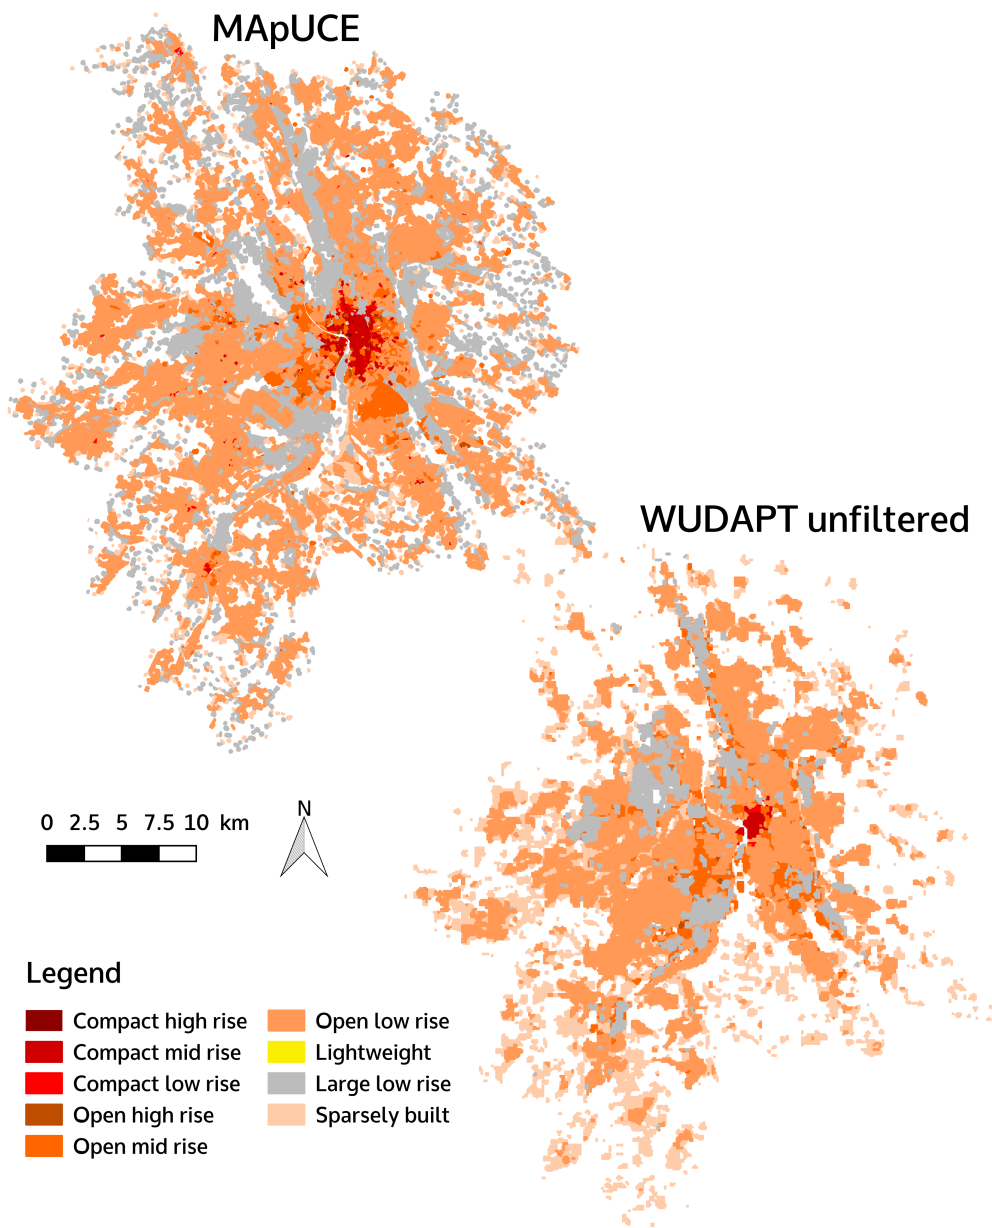 MApUCE
WUDAPT unfiltered
N
0 2.5 5 7.5 10 km
Legend
Compact high rise
Compact mid rise
Compact low rise
Open high rise
Open mid rise
Open low rise
Lightweight
Large low rise
Sparsely built